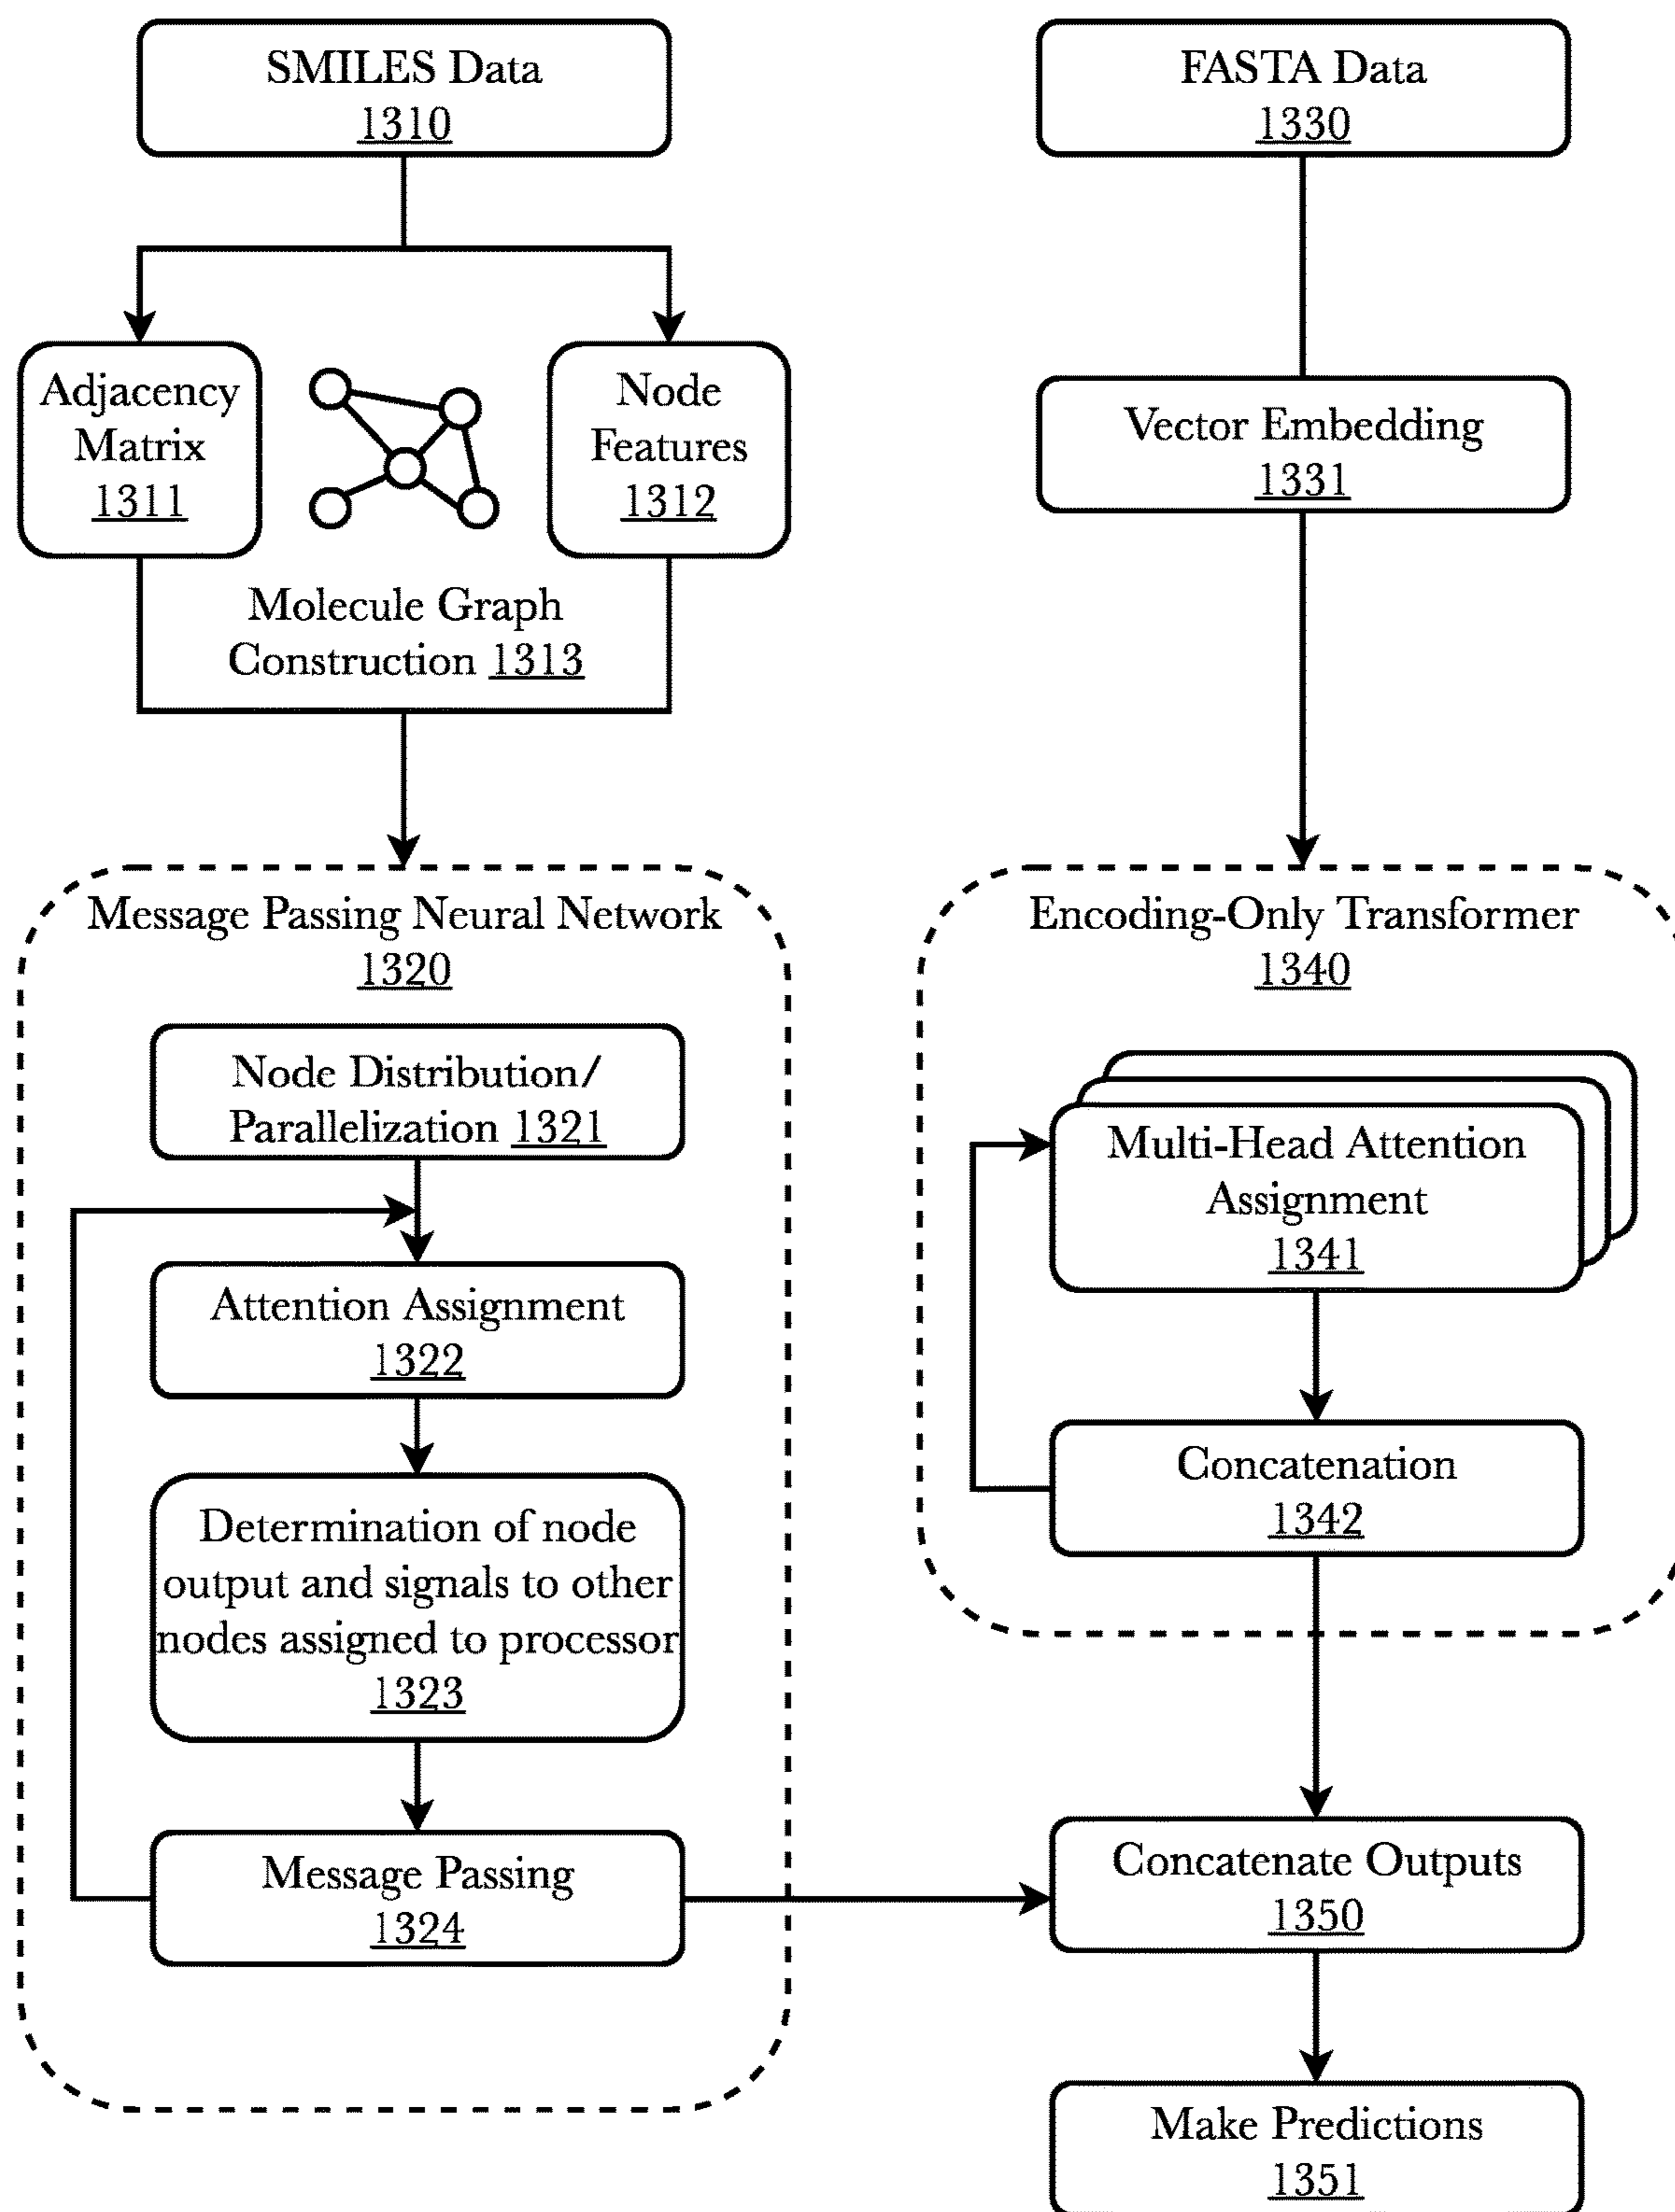 SMILES Data
1310
FASTA Data
1330
Adjacency
Matrix
1311
Node
Features
1312
Molecule Graph
Construction 1313
Vector Embedding
1331
Message Passing Neural Network
1320
Node Distribution/
Parallelization 1321
Attention Assignment
1322
Determination of node
output and signals to other
nodes assigned to processor
1323
Message Passing
1324
Encoding-Only Transformer
1340
Multi-Head Attention
Assignment
1341
Concatenation
1342
Concatenate Outputs
1350
Make Predictions
1351